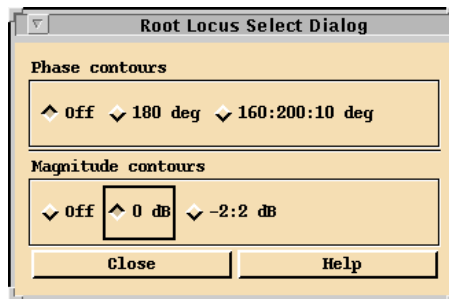 Root Locus Select Dialog
Phase contours
Off 180 deg 160:200:10 deg
Magnitude contours
Off 0 dB -2:2 dB
Close Help